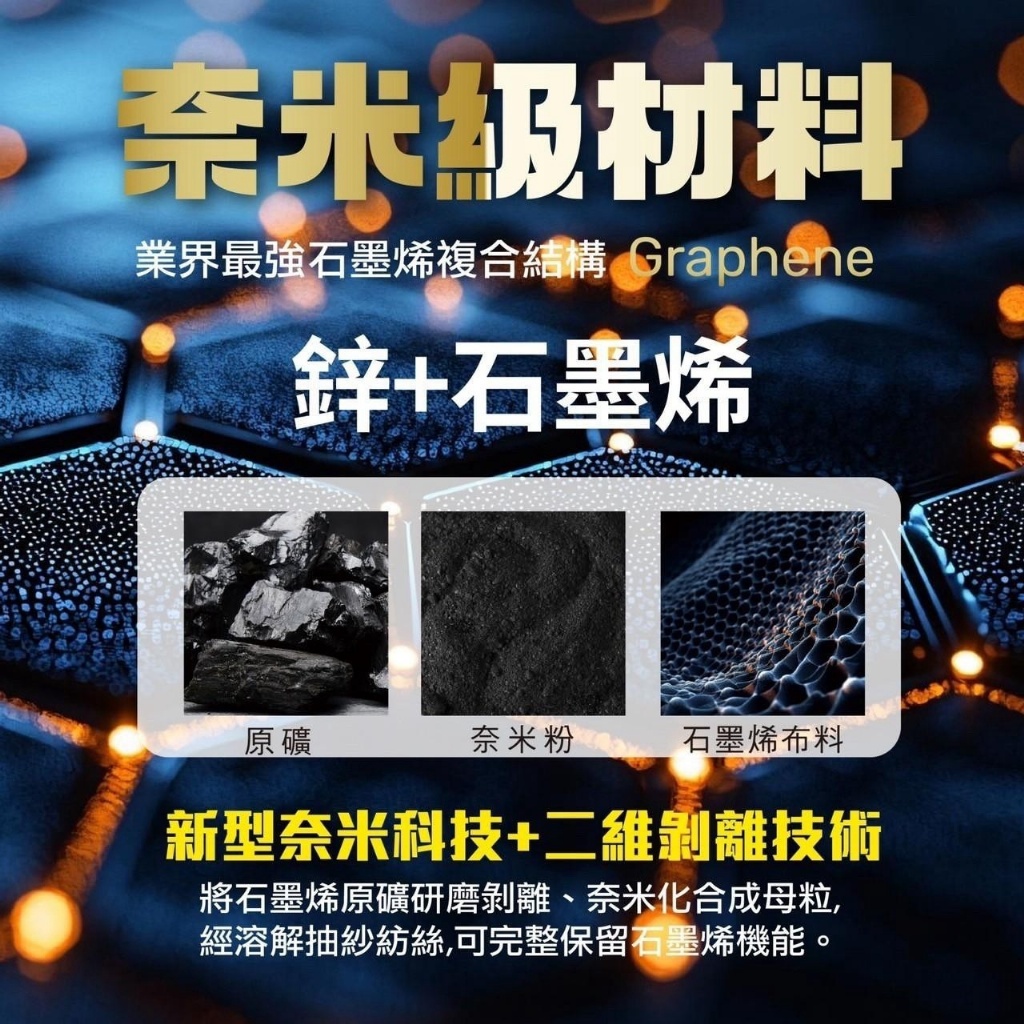 奈米級材料
業界最強石墨烯複合結構 Graphene
鋅+石墨烯
原礦 奈米粉 石墨烯布料
新型奈米科技+二維剝離技術
將石墨烯原礦研磨剝離、奈米化合成母粒,
經溶解抽紗紡絲,可完整保留石墨烯機能。